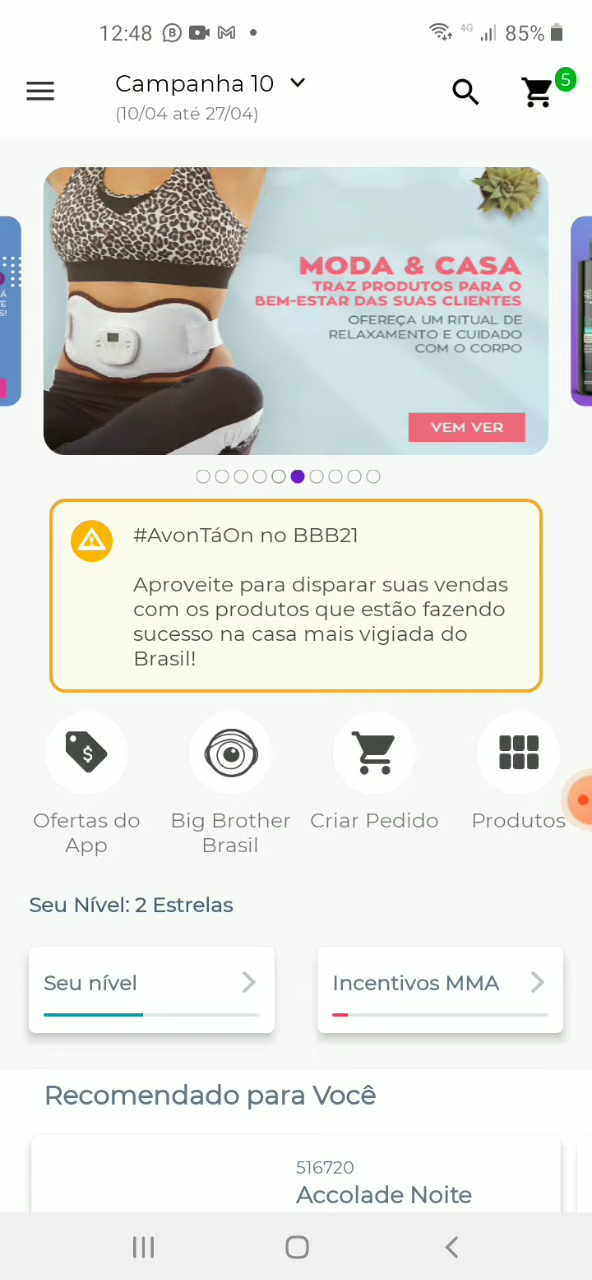 12:48
4G
85%
Campanha 10
5
(10/04 até 27/04)
MODA & CASA
TRAZ PRODUTOS PARA O
BEM-ESTAR DAS SUAS CLIENTES
OFEREÇA UM RITUAL DE
RELAXAMENTO E CUIDADO
COM O CORPO
VEM VER
#AvonTáOn no BBB21
Aproveite para disparar suas vendas
com os produtos que estão fazendo
sucesso na casa mais vigiada do
Brasil!
Ofertas do
App
Big Brother
Brasil
Criar Pedido
Produtos
Seu Nível: 2 Estrelas
Seu nível
Incentivos MMA
Recomendado para Você
516720
Accolade Noite